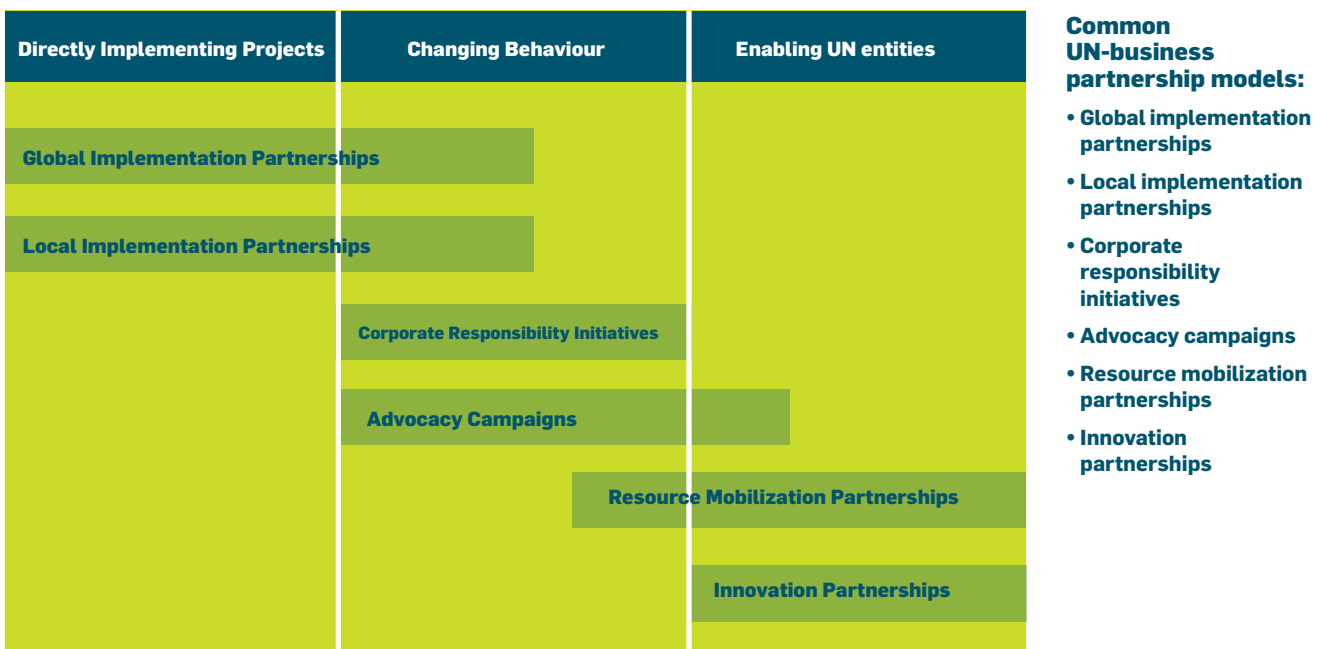 Directly Implementing Projects
Changing Behaviour
Enabling UN entities
Global Implementation Partnerships
Local Implementation Partnerships
Corporate Responsibility Initiatives
Advocacy Campaigns
Resource Mobilization Partnerships
Innovation Partnerships
Common
UN-business
partnership models:
• Global implementation
partnerships
• Local implementation
partnerships
• Corporate
responsibility
initiatives
• Advocacy campaigns
• Resource mobilization
partnerships
• Innovation
partnerships